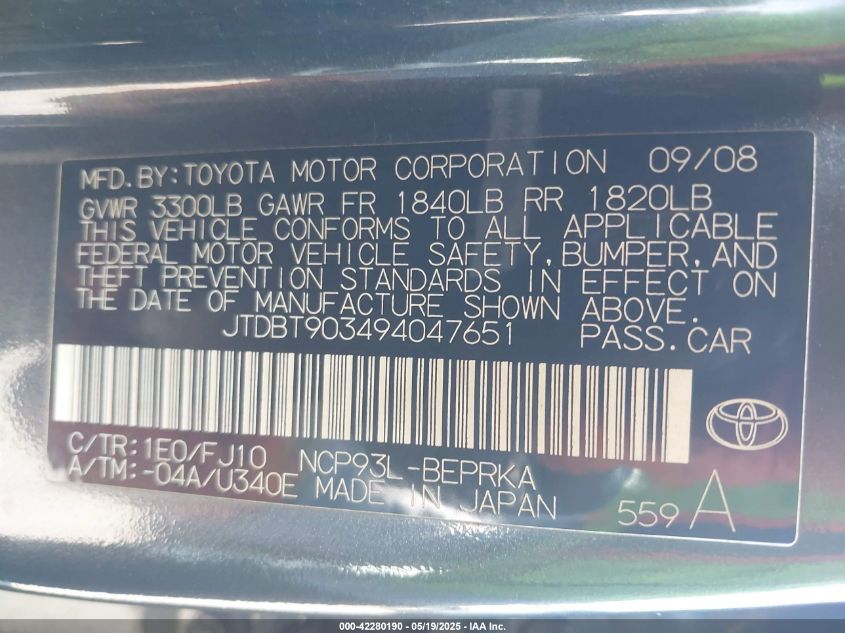 MFD. BY: TOYOTA MOTOR CORPORATION 09/08
GVWR 3300LB GAWR FR 1840LB RR 1820LB
THIS VEHICLE CONFORMS TO ALL APPLICABLE
FEDERAL MOTOR VEHICLE SAFETY, BUMPER, AND
THEFT PREVENTION STANDARDS IN EFFECT ON
THE DATE OF MANUFACTURE SHOWN ABOVE.
JTDBT903494047651 PASS. CAR
C/TR: 1E0/FJ10 NCP93L-BEPRKA
A/TM: -04A/U340E MADE IN JAPAN 559 A
000-42280190 - 05/19/2025 - IAA Inc.